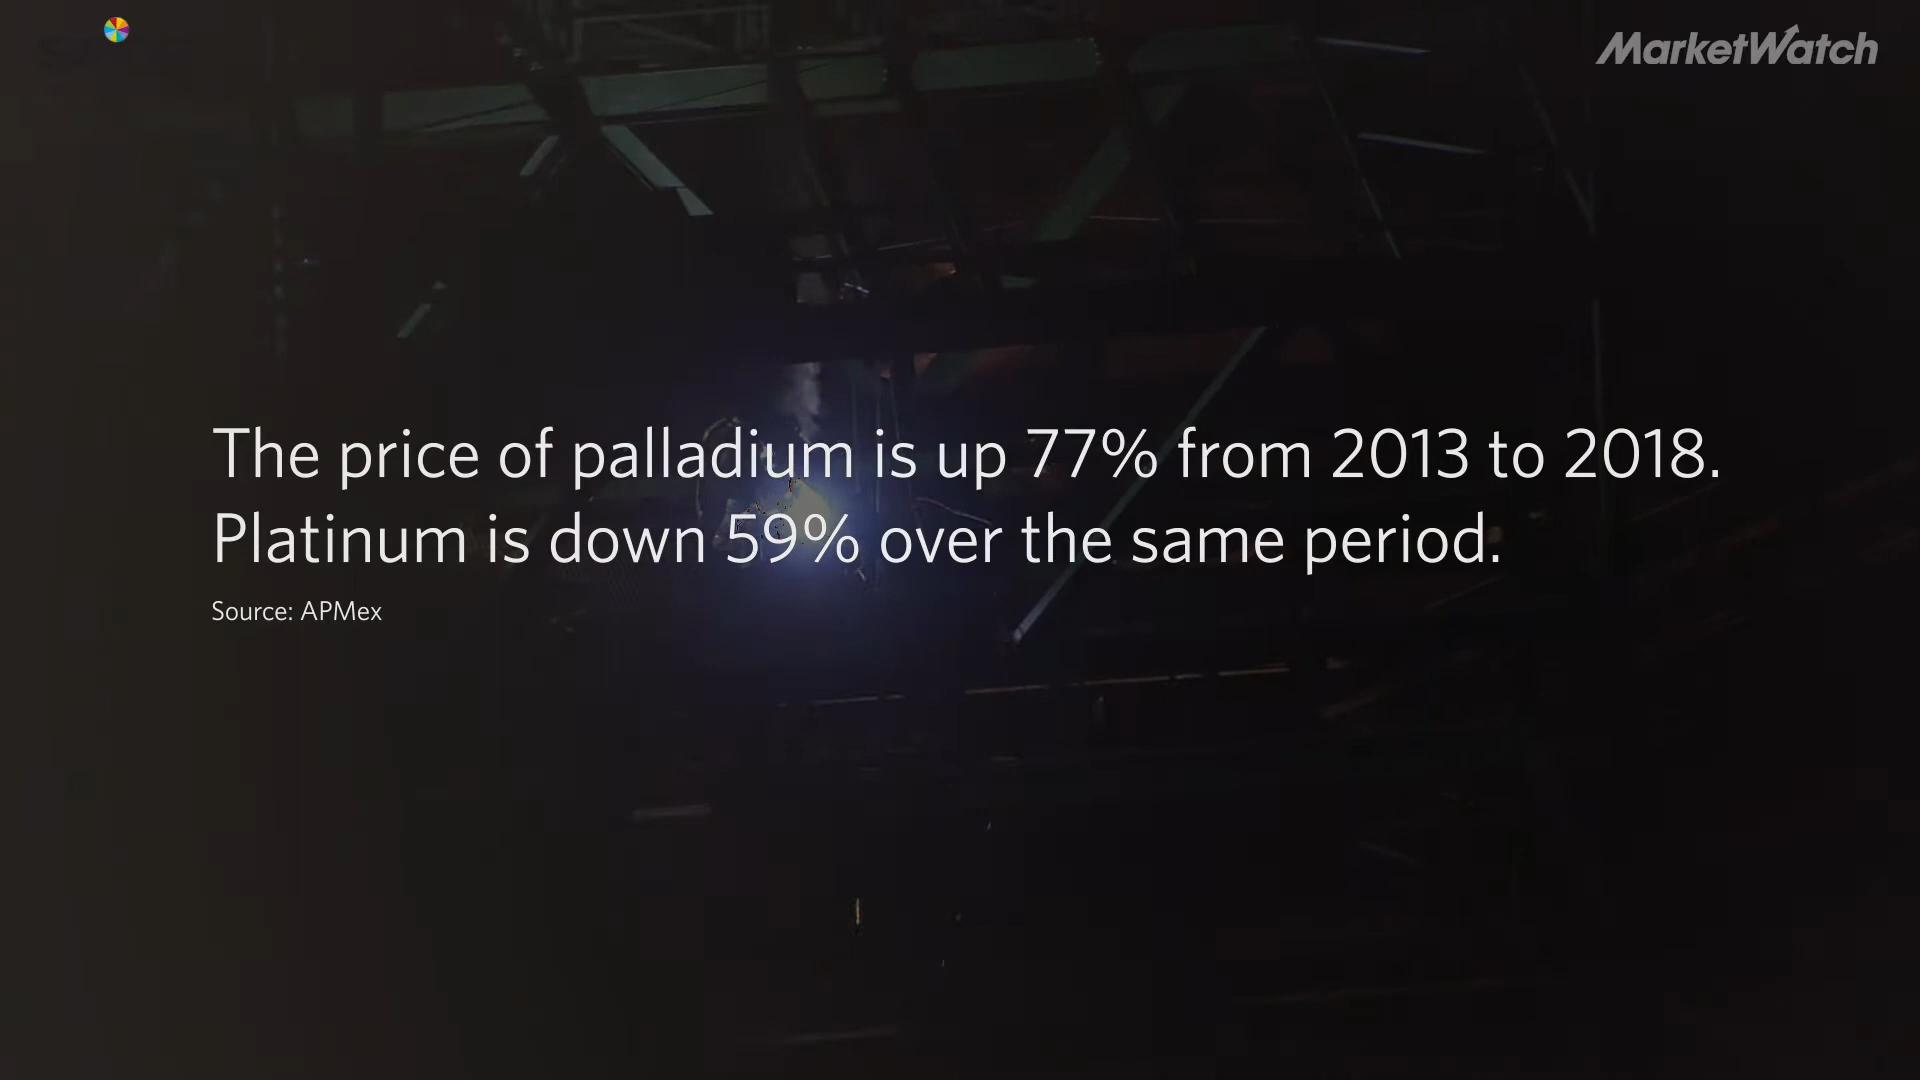 MarketWatch
The price of palladium is up 77% from 2013 to 2018.
Platinum is down 59% over the same period.
Source: APMex